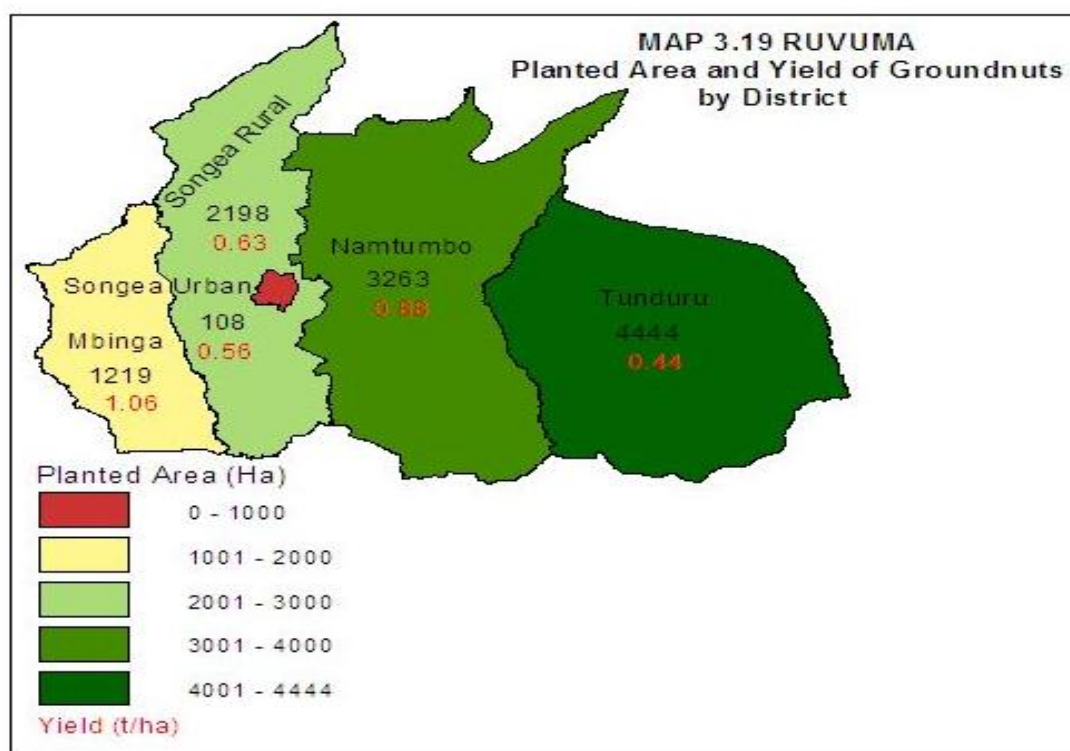 MAP 3.19 RUVUMA
Planted Area and Yield of Groundnuts
by District
Songea Rural
2198
0.63
Songea Urban
108
0.56
Mbinga
1219
1.06
Namtumbo
3263
0.88
Tunduru
4444
0.44
Planted Area (Ha)
0 - 1000
1001 - 2000
2001 - 3000
3001 - 4000
4001 - 4444
Yield (t/ha)